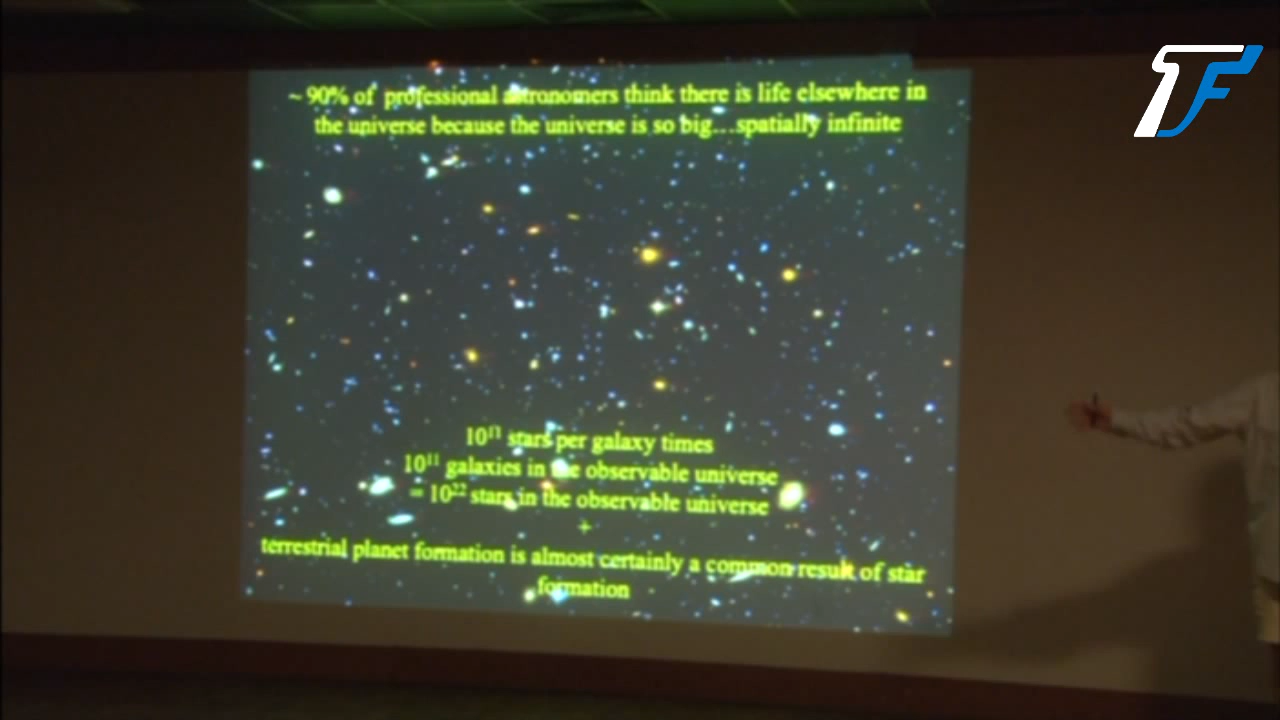 ~ 90% of professional astronomers think there is life elsewhere in
the universe because the universe is so big...spatially infinite
10¹¹ stars per galaxy times
10¹¹ galaxies in the observable universe
= 10²² stars in the observable universe
+
terrestrial planet formation is almost certainly a common result of star
formation
TF